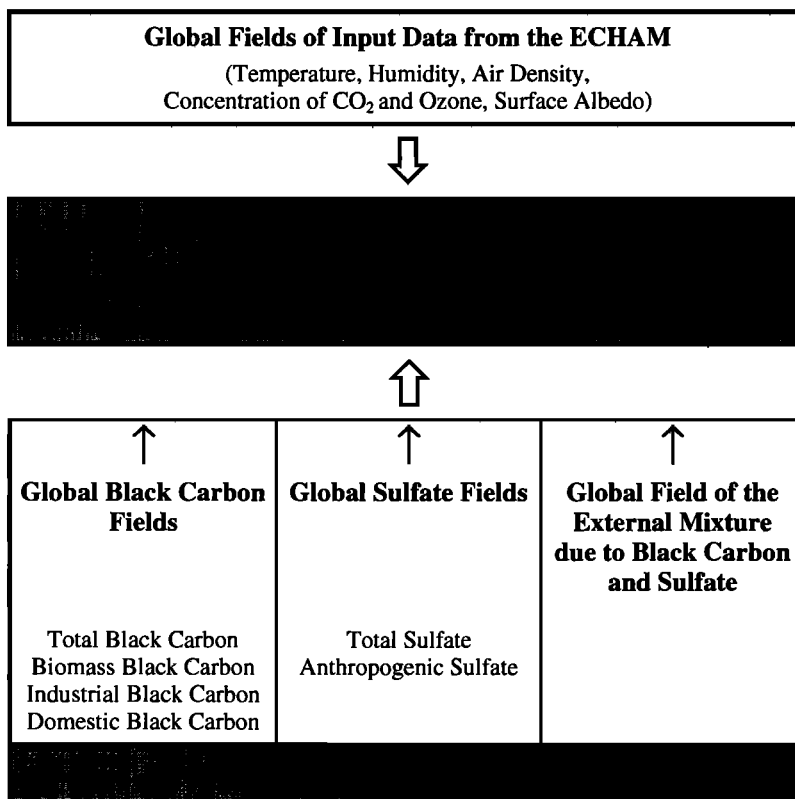 Global Fields of Input Data from the ECHAM
(Temperature, Humidity, Air Density,
Concentration of CO₂ and Ozone, Surface Albedo)
Global Black Carbon
Fields
Total Black Carbon
Biomass Black Carbon
Industrial Black Carbon
Domestic Black Carbon
Global Sulfate Fields
Total Sulfate
Anthropogenic Sulfate
Global Field of the
External Mixture
due to Black Carbon
and Sulfate